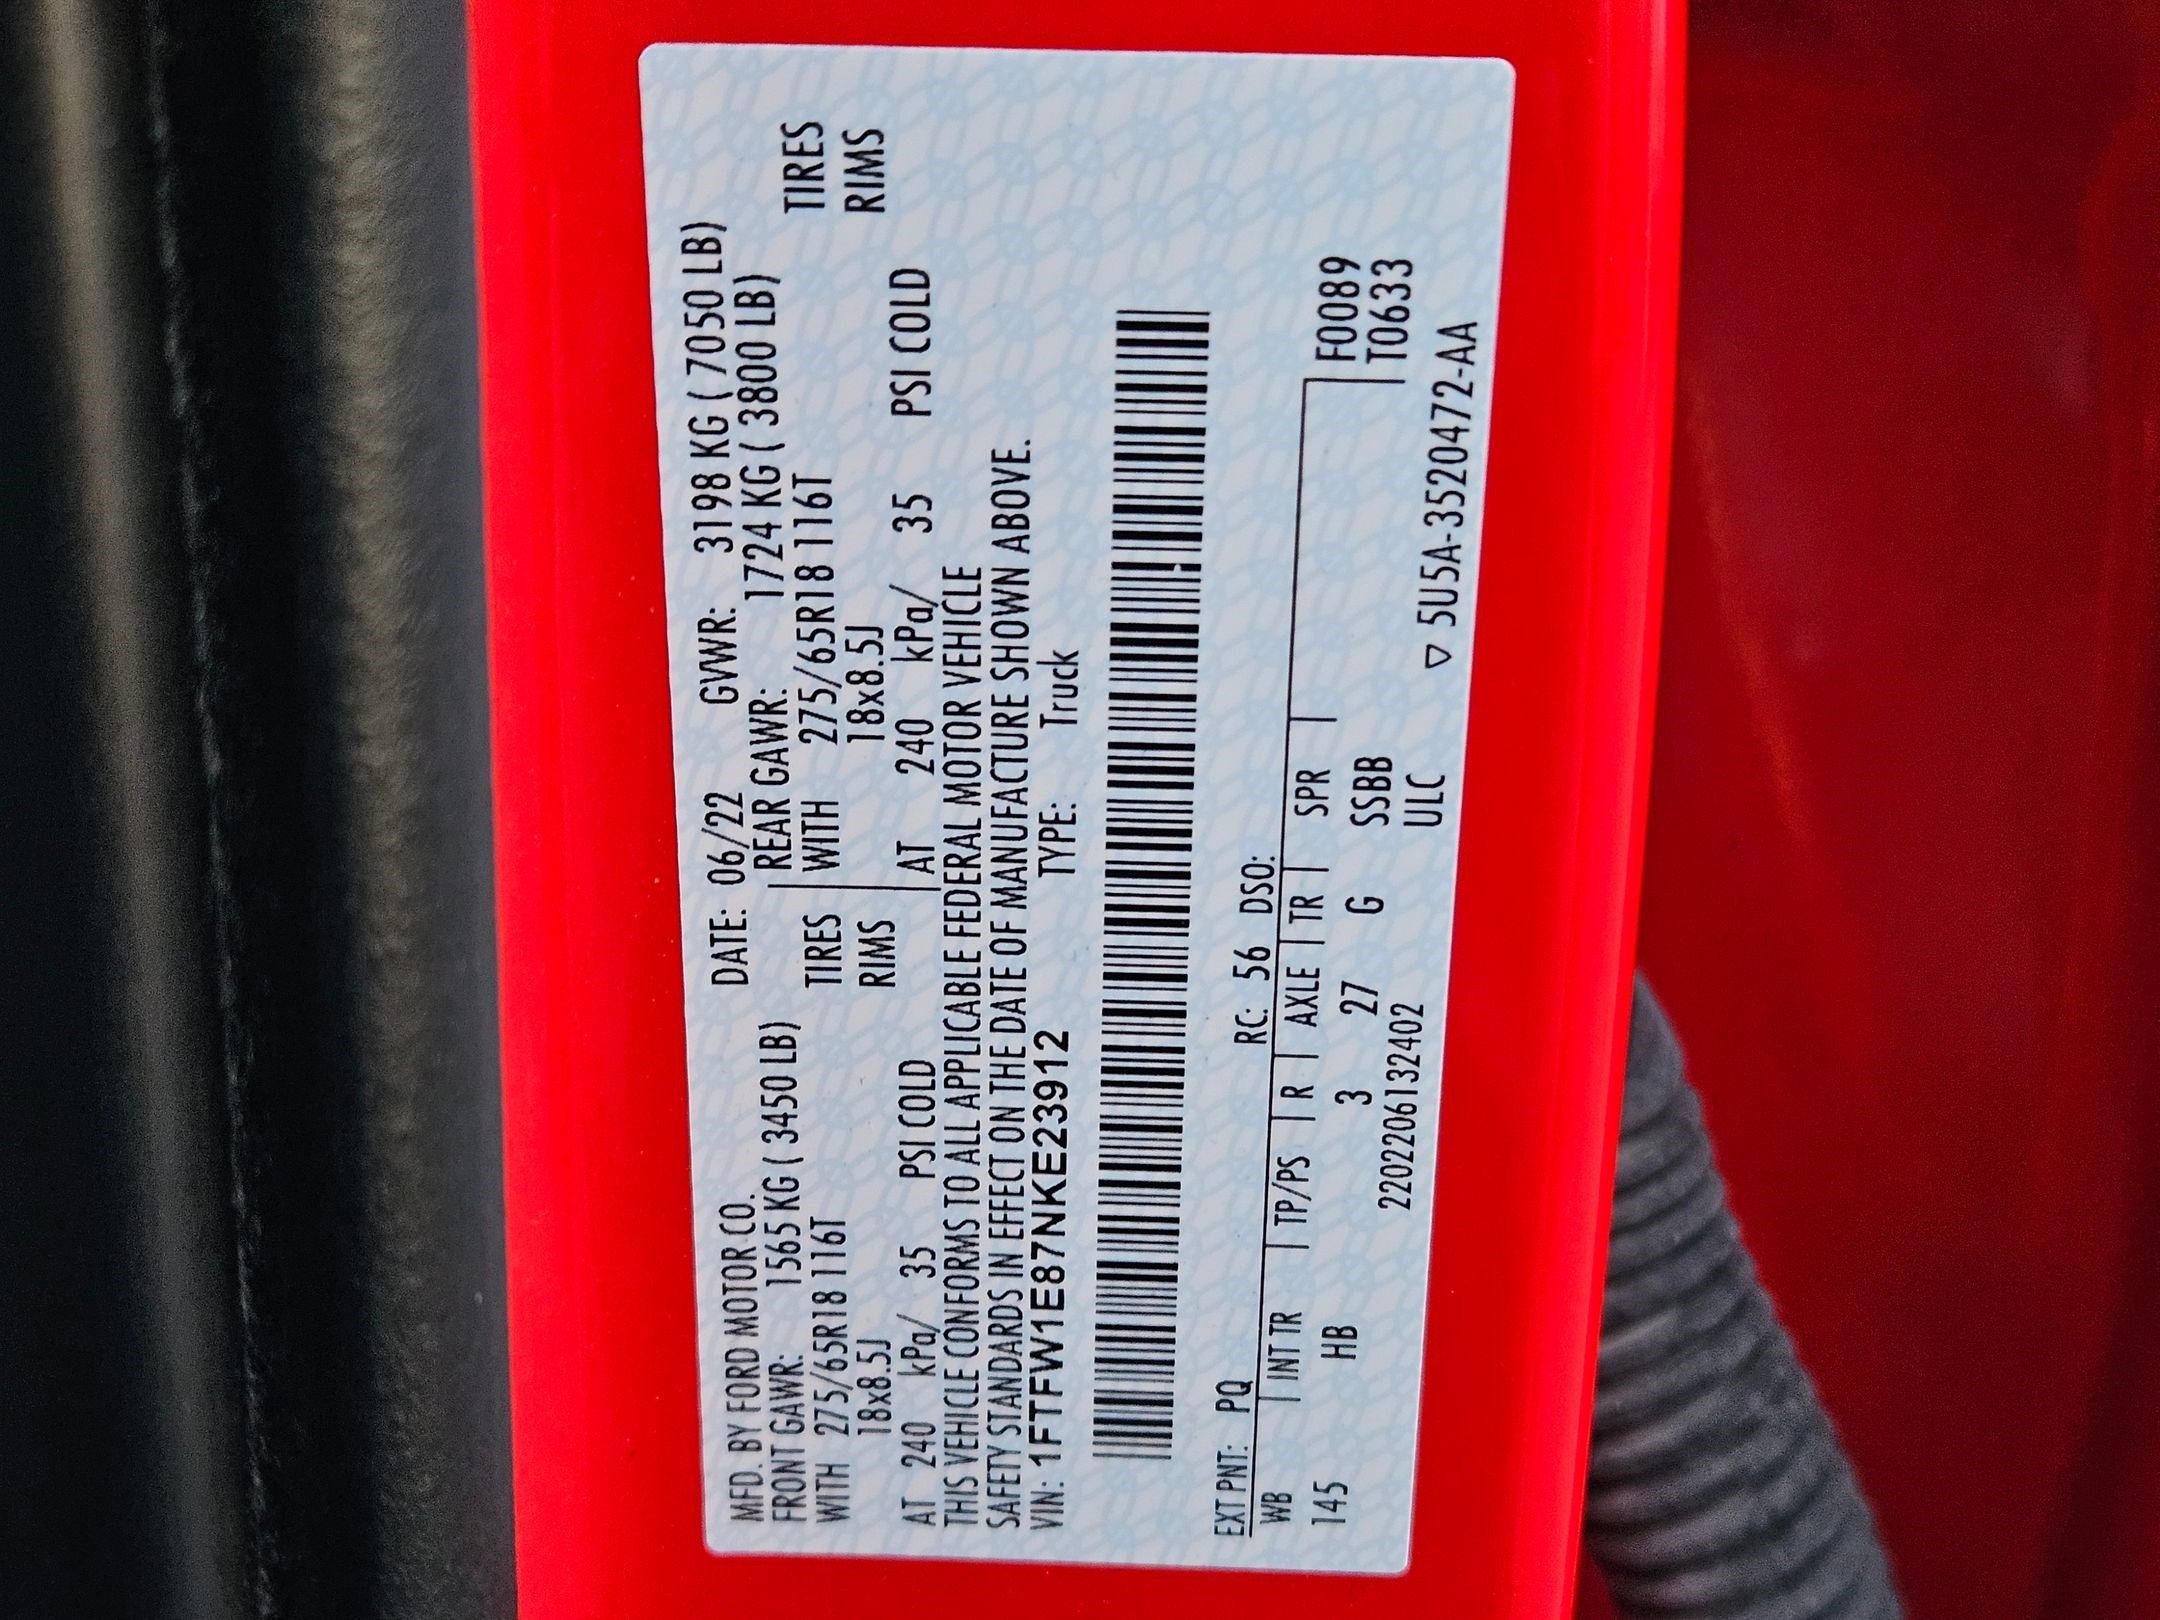 MFD. BY FORD MOTOR CO. DATE: 06/22 GVWR: 3198 KG ( 7050 LB)
FRONT GAWR: 1565 KG ( 3450 LB) REAR GAWR: 1724 KG ( 3800 LB)
WITH 275/65R18 116T TIRES WITH 275/65R18 116T TIRES
18x8.5J RIMS 18x8.5J RIMS
AT 240 kPa/ 35 PSI COLD AT 240 kPa/ 35 PSI COLD
THIS VEHICLE CONFORMS TO ALL APPLICABLE FEDERAL MOTOR VEHICLE
SAFETY STANDARDS IN EFFECT ON THE DATE OF MANUFACTURE SHOWN ABOVE.
VIN: 1FTFW1E87NKE23912 TYPE: Truck
EXT PNT: PQ RC: 56 DSO:
WB INT TR TP/PS R AXLE TR SPR F0089
145 HB 3 27 G SSBB T0633
2202206132402 ULC
▽ 5U5A-3520472-AA